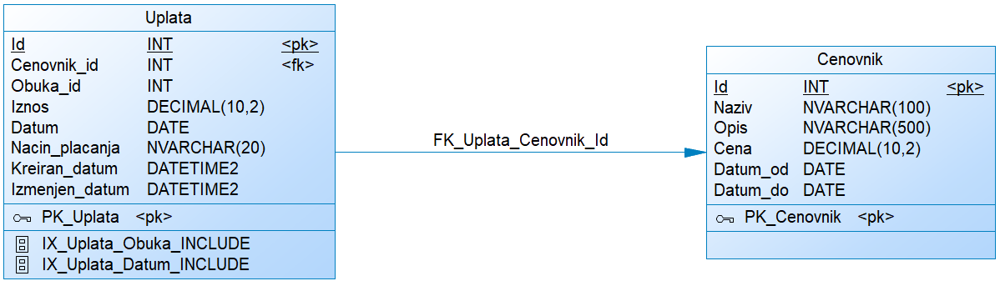 Uplata
Id INT <pk>
Cenovnik_id INT <fk>
Obuka_id INT
Iznos DECIMAL(10,2)
Datum DATE
Nacin_placanja NVARCHAR(20)
Kreiran_datum DATETIME2
Izmenjen_datum DATETIME2
PK_Uplata <pk>
IX_Uplata_Obuka_INCLUDE
IX_Uplata_Datum_INCLUDE
FK_Uplata_Cenovnik_Id
Cenovnik
Id INT <pk>
Naziv NVARCHAR(100)
Opis NVARCHAR(500)
Cena DECIMAL(10,2)
Datum_od DATE
Datum_do DATE
PK_Cenovnik <pk>